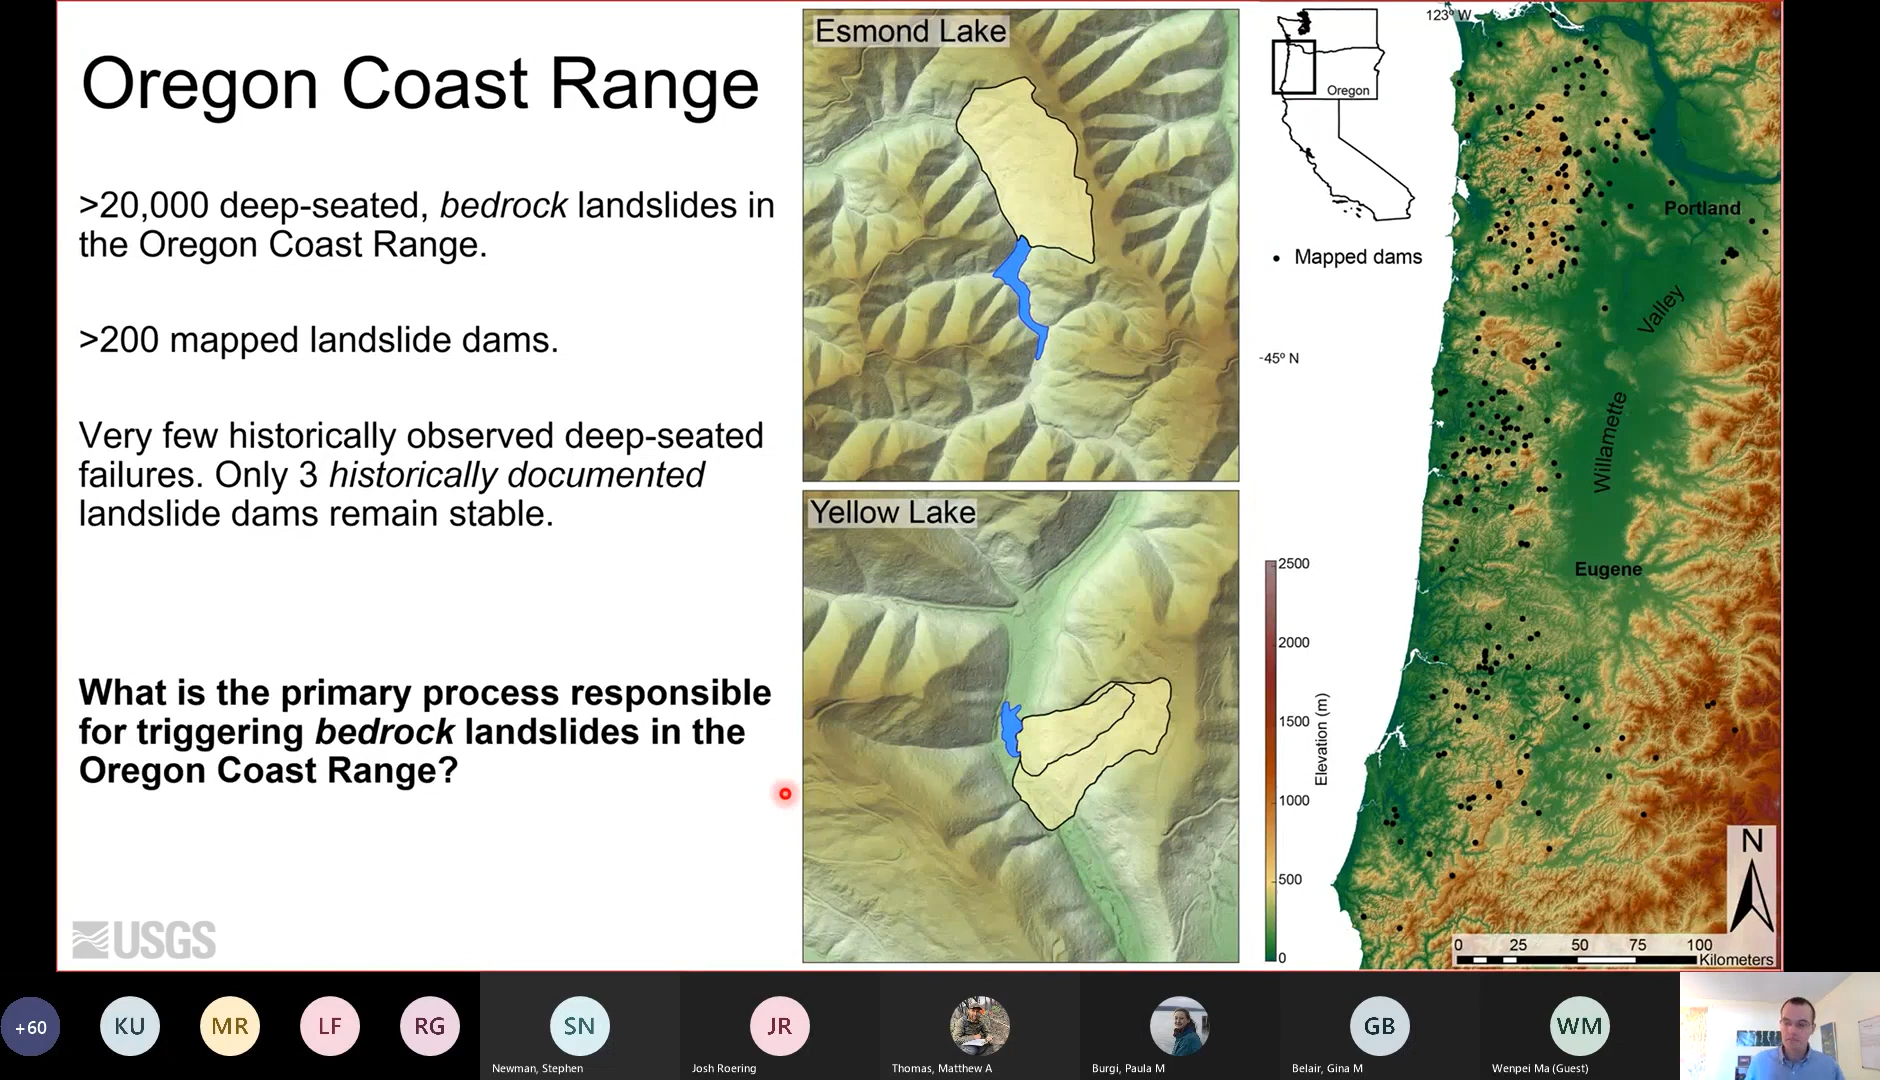 Oregon Coast Range
>20,000 deep-seated, bedrock landslides in
the Oregon Coast Range.
>200 mapped landslide dams.
Very few historically observed deep-seated
failures. Only 3 historically documented
landslide dams remain stable.
What is the primary process responsible
for triggering bedrock landslides in the
Oregon Coast Range?
USGS
Esmond Lake
Yellow Lake
Oregon
Mapped dams
123º W
-45º N
Portland
Willamette Valley
Eugene
2500
2000
1500
1000
500
0
Elevation (m)
N
0 25 50 75 100
Kilometers
+60
KU
MR
LF
RG
SN
Newman, Stephen
JR
Josh Roering
Thomas, Matthew A
Burgi, Paula M
GB
Belair, Gina M
WM
Wenpei Ma (Guest)